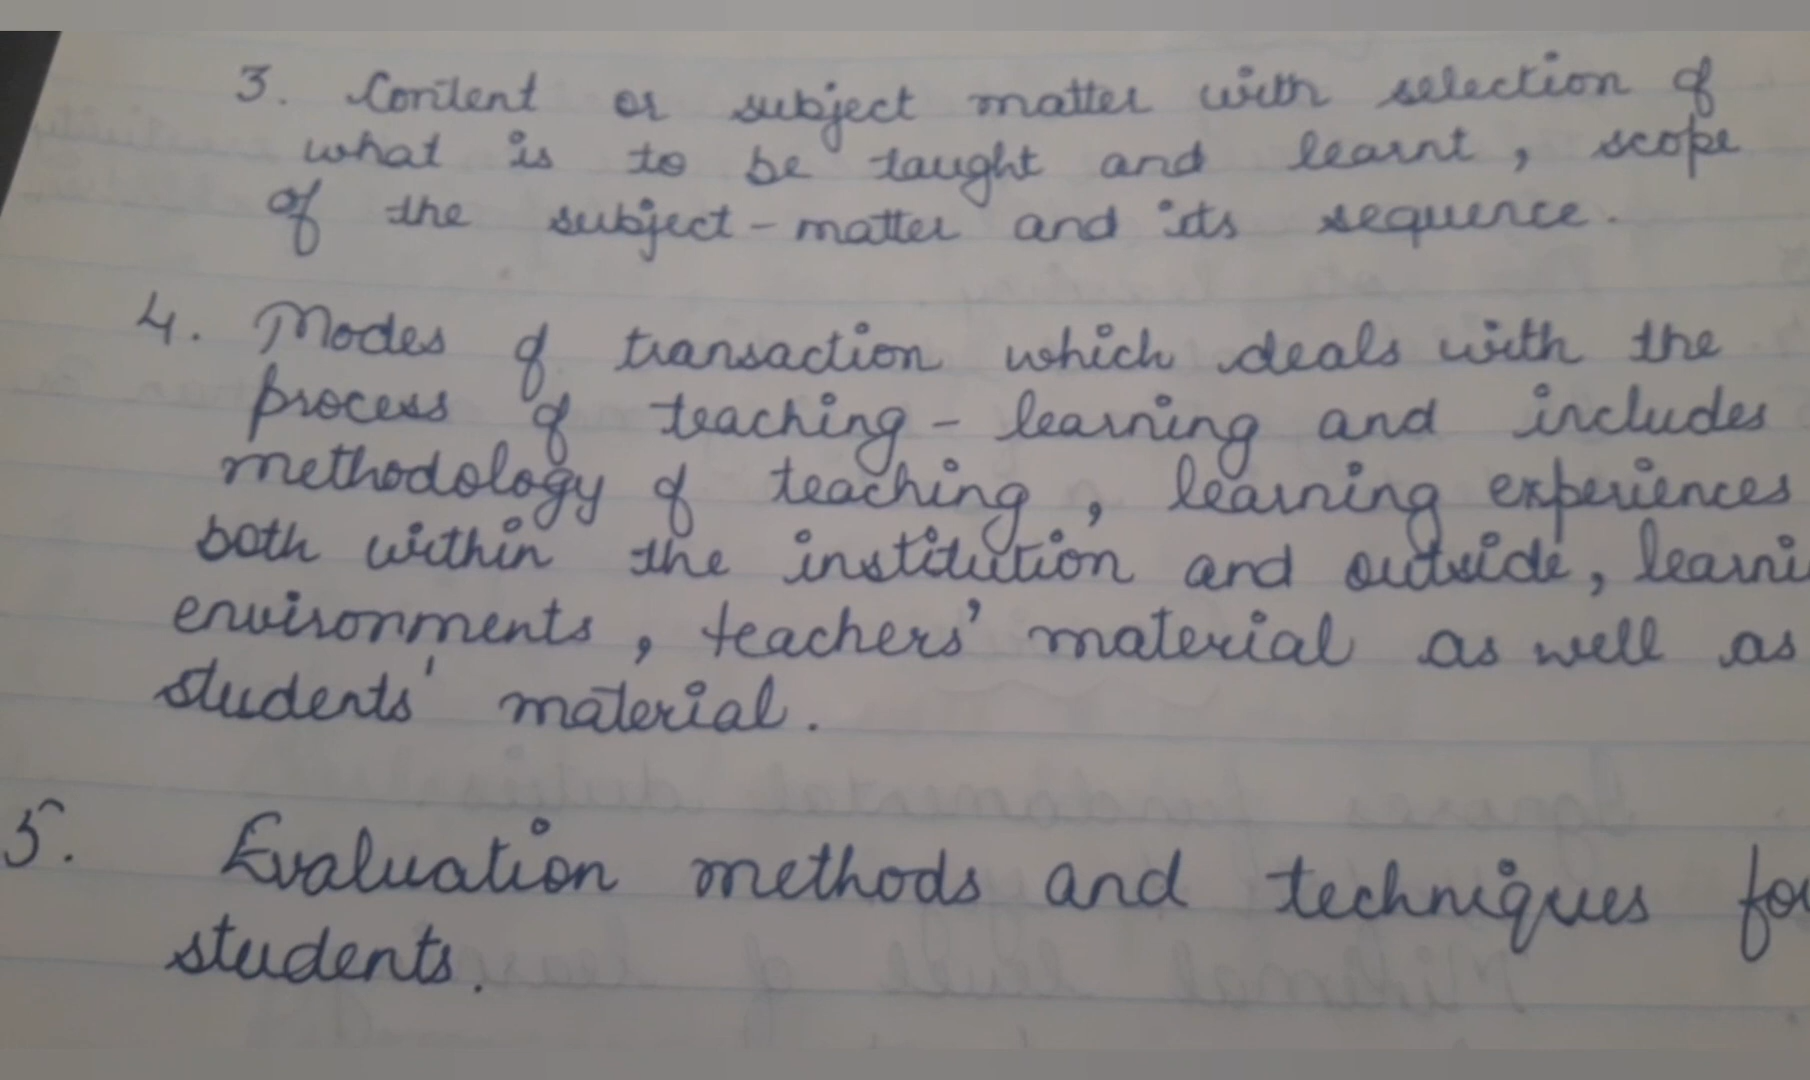 3. Content or subject matter with selection of
what is to be taught and learnt, scope
of the subject - matter and its sequence.
4. Modes of transaction which deals with the
process of teaching - learning and includes
methodology of teaching, learning experiences
both within the institution and outside, learni
environments, teachers' material as well as
students' material.
5. Evaluation methods and techniques for
students.